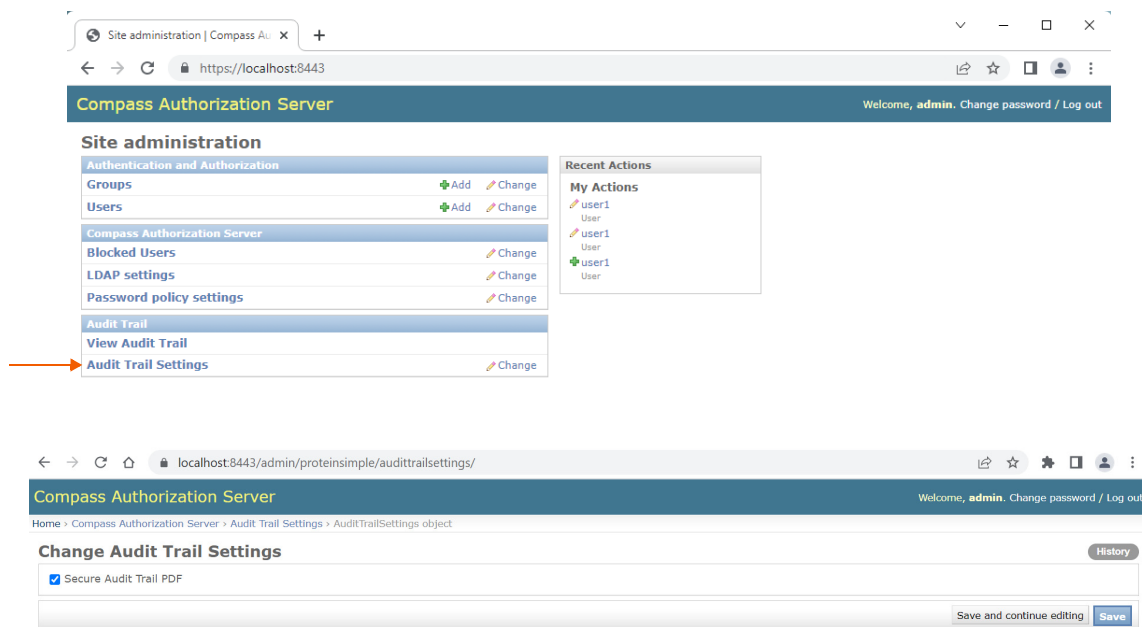 Site administration | Compass Au
https://localhost:8443
Compass Authorization Server
Welcome, admin. Change password / Log out
Site administration
Authentication and Authorization
Groups Add Change
Users Add Change
Compass Authorization Server
Blocked Users Change
LDAP settings Change
Password policy settings Change
Audit Trail
View Audit Trail
Audit Trail Settings Change
Recent Actions
My Actions
user1
User
user1
User
user1
User
localhost:8443/admin/proteinsimple/audittrailsettings/
Compass Authorization Server
Welcome, admin. Change password / Log out
Home › Compass Authorization Server › Audit Trail Settings › AuditTrailSettings object
Change Audit Trail Settings
History
Secure Audit Trail PDF
Save and continue editing Save